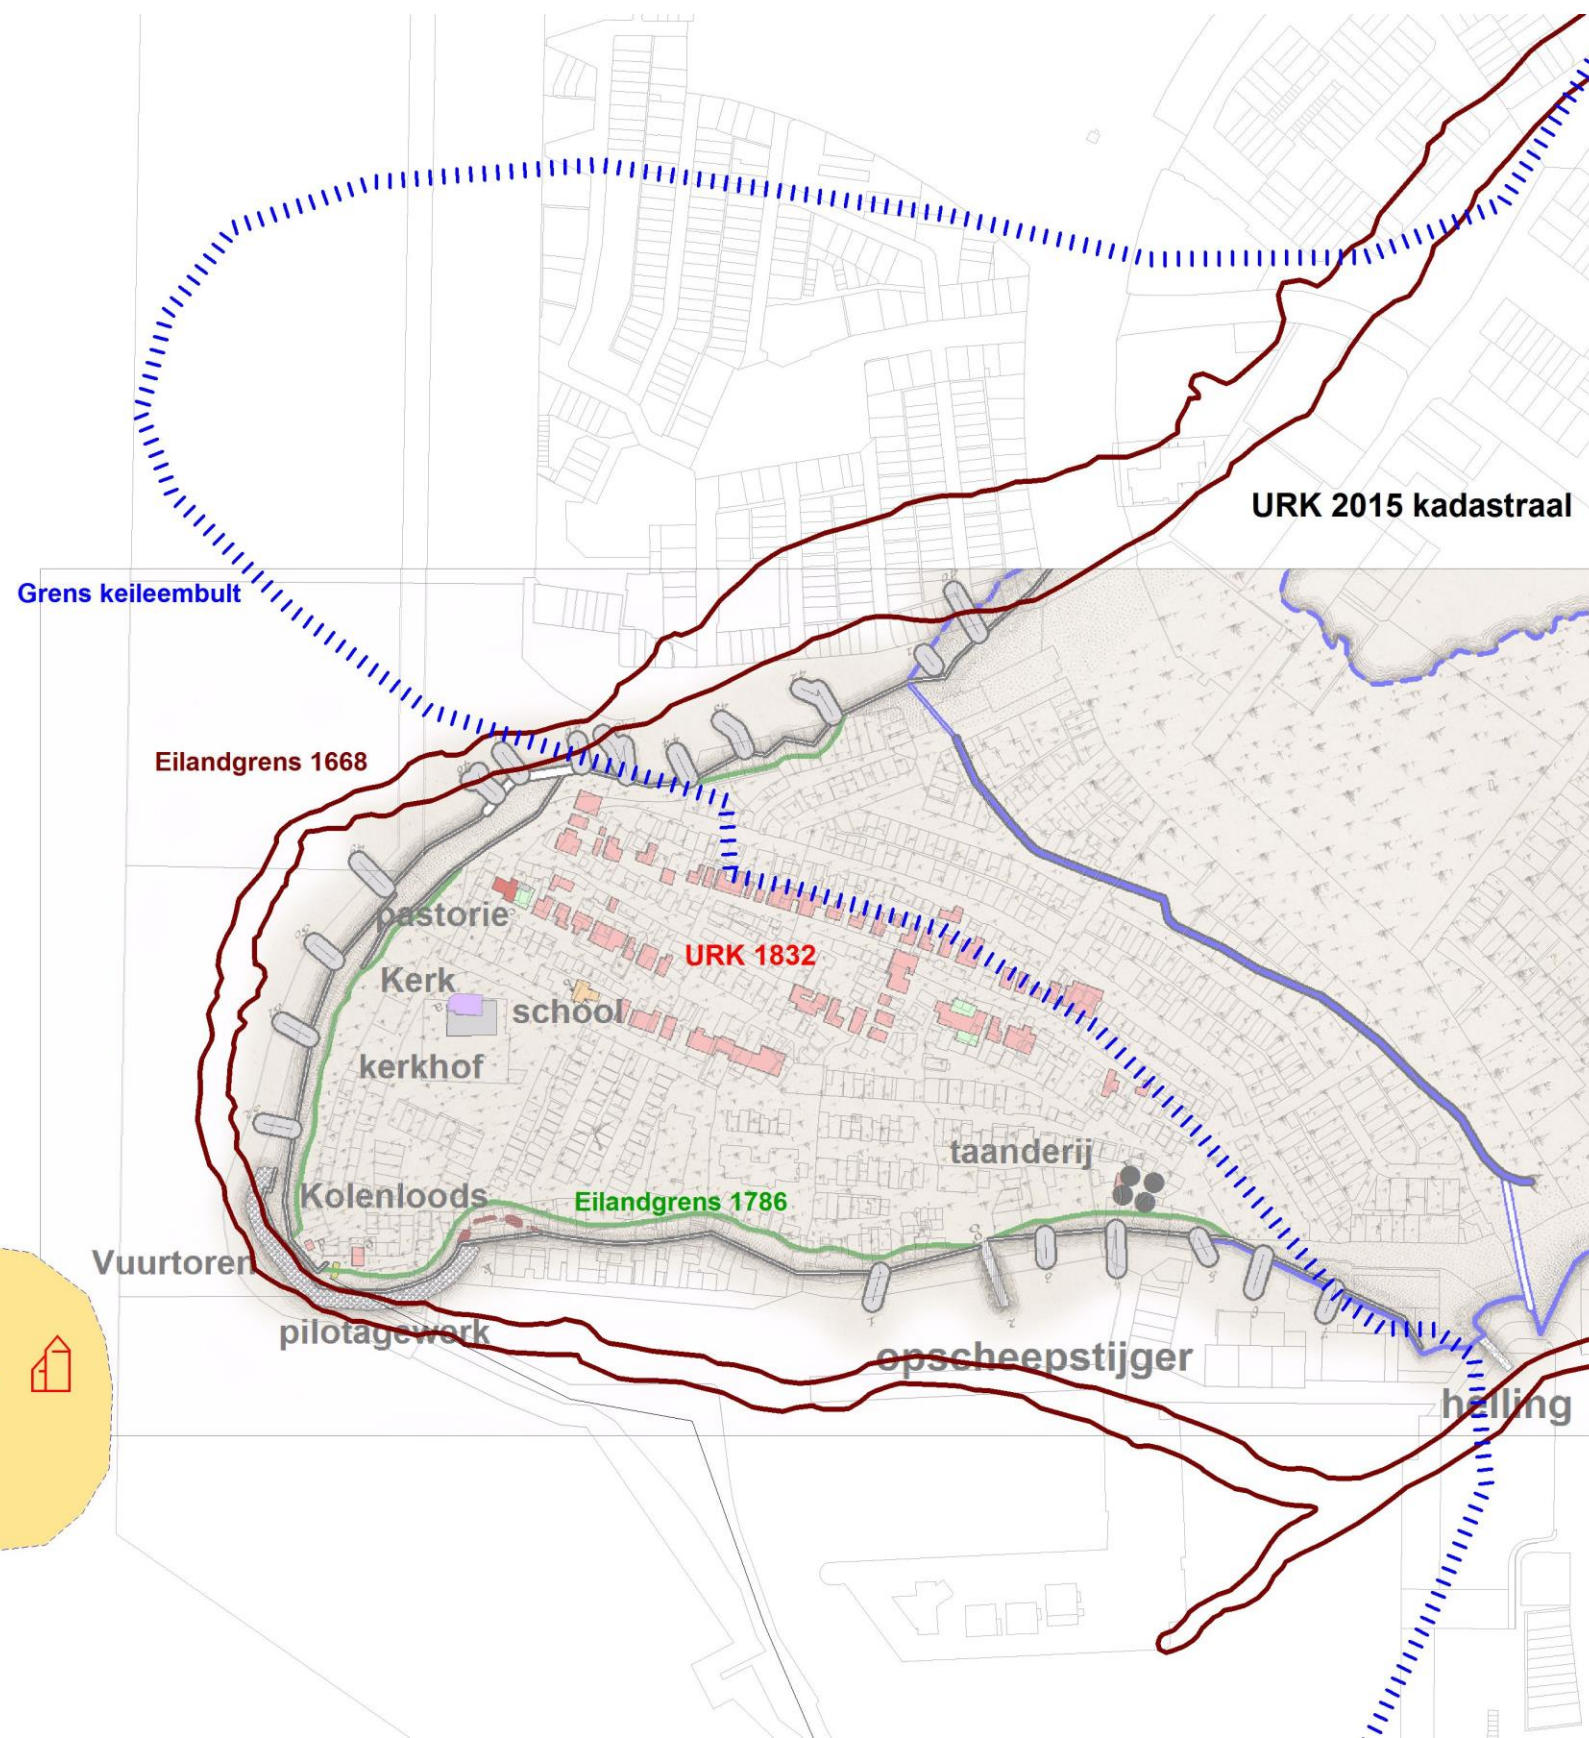 URK 2015 kadastraal
Grens keileembult
Eilandgrens 1668
pastorie
URK 1832
Kerk
school
kerkhof
taanderij
Kolenloods
Eilandgrens 1786
Vuurtoren
pilotagewerk
opscheepstijger
helling